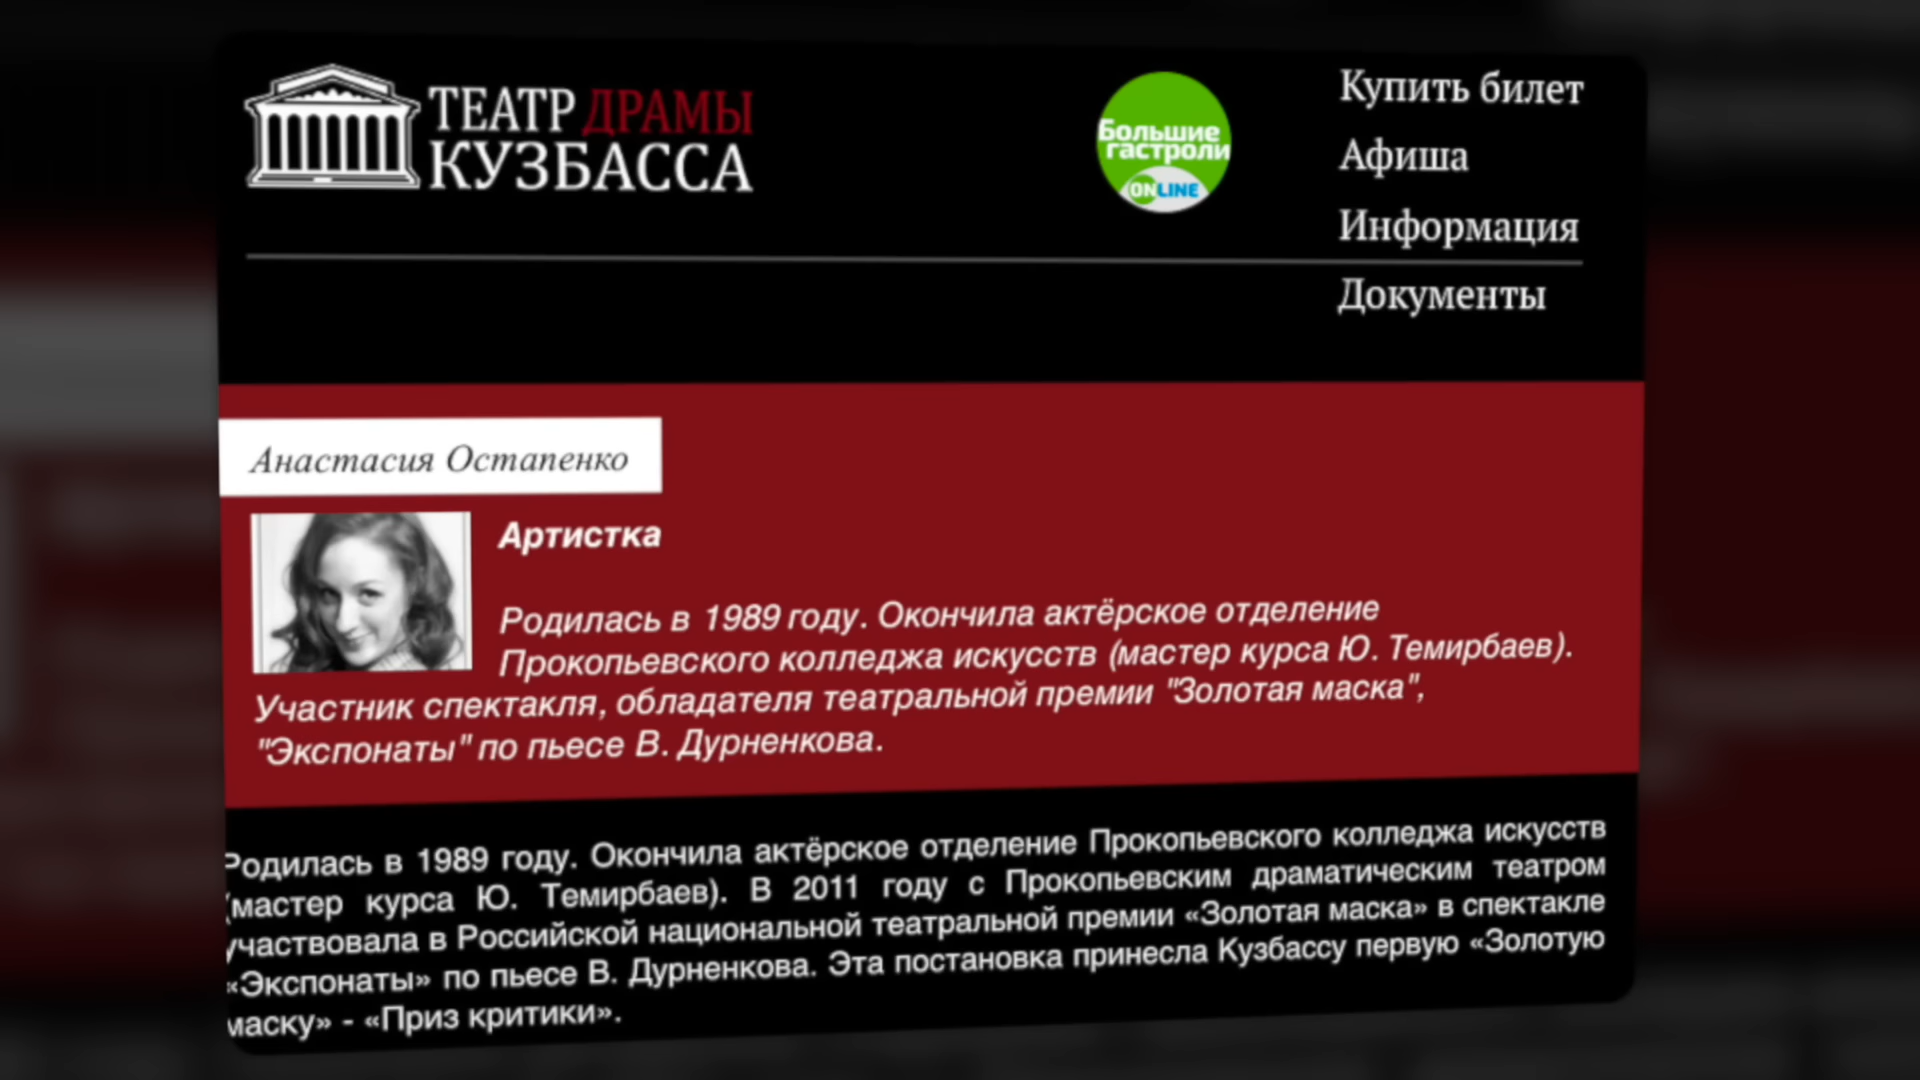 ТЕАТР ДРАМЫ
КУЗБАССА
Большие
гастроли
ONLINE
Купить билет
Афиша
Информация
Документы
Анастасия Остапенко
Артистка
Родилась в 1989 году. Окончила актёрское отделение
Прокопьевского колледжа искусств (мастер курса Ю. Темирбаев).
Участник спектакля, обладателя театральной премии "Золотая маска",
"Экспонаты" по пьесе В. Дурненкова.
Родилась в 1989 году. Окончила актёрское отделение Прокопьевского колледжа искусств
(мастер курса Ю. Темирбаев). В 2011 году с Прокопьевским драматическим театром
участвовала в Российской национальной театральной премии «Золотая маска» в спектакле
«Экспонаты» по пьесе В. Дурненкова. Эта постановка принесла Кузбассу первую «Золотую
маску» - «Приз критики».